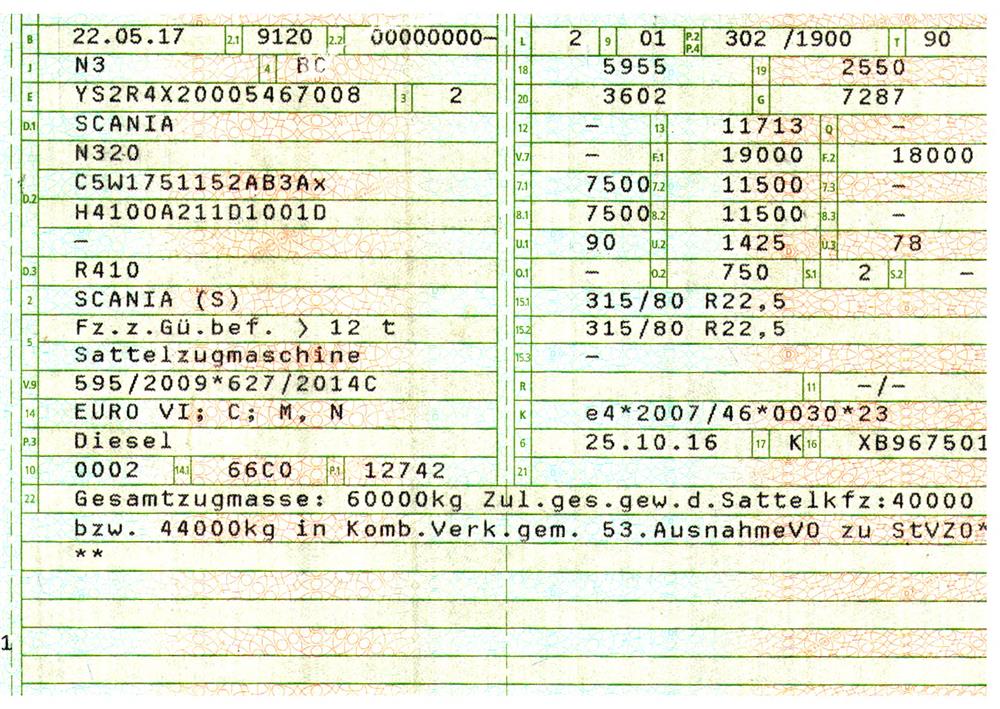 B 22.05.17 2.1 9120 2.2 00000000-
J N3 4 BC
E YS2R4X20005467008 3 2
D.1 SCANIA
N320
D.2 C5W1751152AB3Ax
H4100A211D1001D
-
D.3 R410
2 SCANIA (S)
5 Fz.z.Gü.bef. > 12 t
Sattelzugmaschine
V.9 595/2009*627/2014C
14 EURO VI; C; M, N
P.3 Diesel
10 0002 14.1 66C0 P.1 12742
L 2 9 01 P.2 P.4 302 /1900 T 90
18 5955 19 2550
20 3602 G 7287
12 - 13 11713 Q -
V.7 - F.1 19000 F.2 18000
7.1 7500 7.2 11500 7.3 -
8.1 7500 8.2 11500 8.3 -
U.1 90 U.2 1425 U.3 78
O.1 - O.2 750 S.1 2 S.2 -
15.1 315/80 R22,5
15.2 315/80 R22,5
15.3 -
R 11 -/-
K e4*2007/46*0030*23
6 25.10.16 17 K 16 XB967501
21
22 Gesamtzugmasse: 60000kg Zul.ges.gew.d.Sattelkfz:40000
bzw. 44000kg in Komb.Verk.gem. 53.AusnahmeVO zu StVZO*
**
1